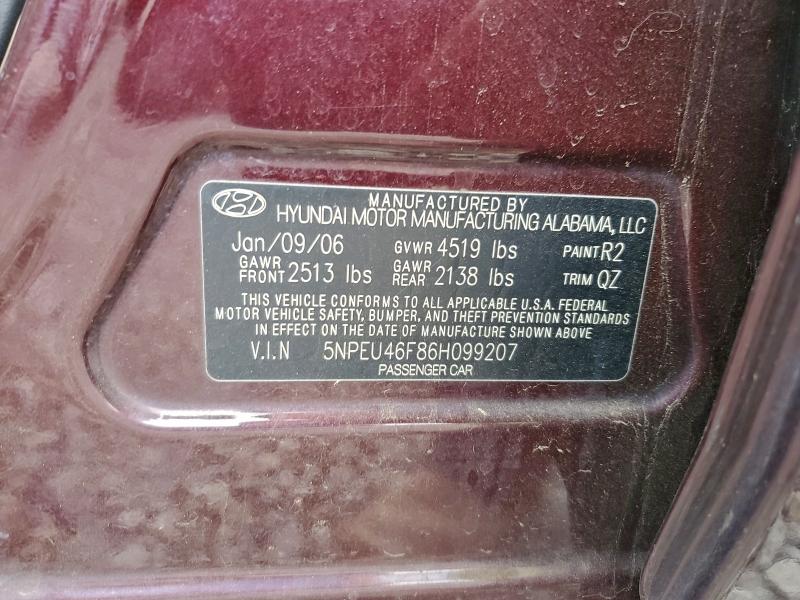 MANUFACTURED BY
HYUNDAI MOTOR MANUFACTURING ALABAMA, LLC
Jan/09/06 GVWR 4519 lbs PAINT R2
GAWR FRONT 2513 lbs GAWR REAR 2138 lbs TRIM QZ
THIS VEHICLE CONFORMS TO ALL APPLICABLE U.S.A. FEDERAL
MOTOR VEHICLE SAFETY, BUMPER, AND THEFT PREVENTION STANDARDS
IN EFFECT ON THE DATE OF MANUFACTURE SHOWN ABOVE
V.I.N 5NPEU46F86H099207
PASSENGER CAR